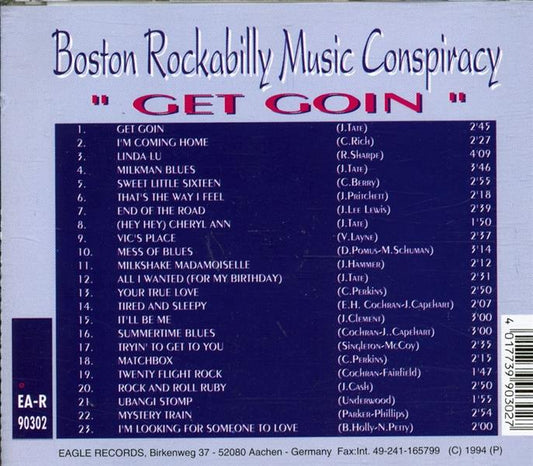 Boston Rockabilly Music Conspiracy
" GET GOIN "
1. GET GOIN (J.TATE) 2'45
2. I'M COMING HOME (C.RICH) 2'27
3. LINDA LU (R.SHARPE) 4'09
4. MILKMAN BLUES (J.TATE) 3'46
5. SWEET LITTLE SIXTEEN (C.BERRY) 2'55
6. THAT'S THE WAY I FEEL (J.PRITCHETT) 2'18
7. END OF THE ROAD (J.LEE LEWIS) 2'39
8. (HEY HEY) CHERYL ANN (J.TATE) 1'50
9. VIC'S PLACE (V.LAYNE) 2'37
10. MESS OF BLUES (D.POMUS-M.SCHUMAN) 3'14
11. MILKSHAKE MADAMOISELLE (J.HAMMER) 2'12
12. ALL I WANTED (FOR MY BIRTHDAY) (J.TATE) 2'31
13. YOUR TRUE LOVE (C.PERKINS) 2'50
14. TIRED AND SLEEPY (E.H. COCHRAN-J.CAPEHART) 2'07
15. IT'LL BE ME (J.CLEMENT) 3'00
16. SUMMERTIME BLUES (COCHRAN-J..CAPEHART) 2'00
17. TRYIN' TO GET TO YOU (SINGLETON-MCCOY) 2'35
18. MATCHBOX (C.PERKINS) 2'15
19. TWENTY FLIGHT ROCK (COCHRAN-FAIRFIELD) 1'47
20. ROCK AND ROLL RUBY (J.CASH) 2'50
21. UBANGI STOMP (UNDERWOOD) 1'55
22. MYSTERY TRAIN (PARKER-PHILLIPS) 2'54
23. I'M LOOKING FOR SOMEONE TO LOVE (B.HOLLY-N.PETTY) 2'00
EA-R
90302
4 017739 903027
EAGLE RECORDS, Birkenweg 37 - 52080 Aachen - Germany Fax:Int. 49-241-165799 (C) 1994 (P)